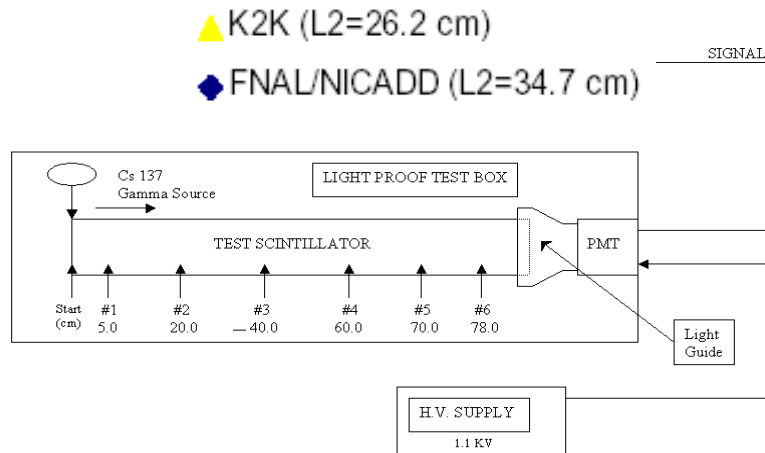 K2K (L2=26.2 cm)
SIGNAL
FNAL/NICADD (L2=34.7 cm)
Cs 137
Gamma Source
LIGHT PROOF TEST BOX
TEST SCINTILLATOR
PMT
Start
(cm)
#1
5.0
#2
20.0
#3
— 40.0
#4
60.0
#5
70.0
#6
78.0
Light
Guide
H.V. SUPPLY
1.1 KV